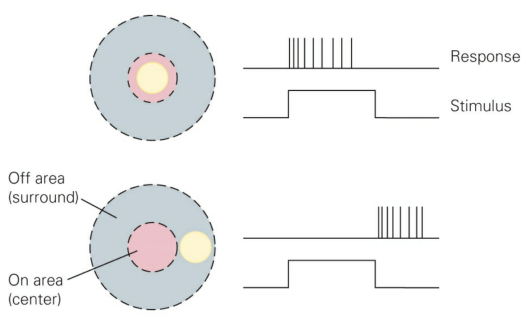 Response
Stimulus
Off area
(surround)
On area
(center)